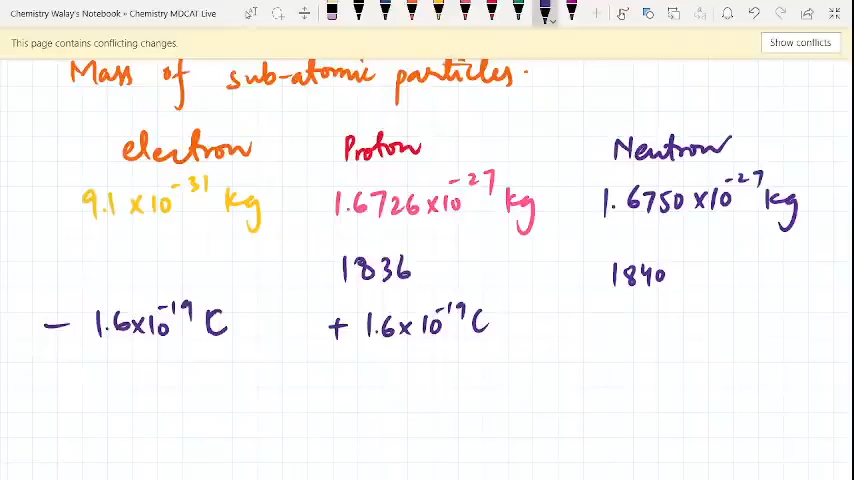 Chemistry Walay's Notebook » Chemistry MDCAT Live
This page contains conflicting changes.
Show conflicts
Mass of sub-atomic particles.
electron Proton Neutron
9.1 x 10⁻³¹ kg 1.6726 x 10⁻²⁷ kg 1.6750 x 10⁻²⁷ kg
1836 1840
− 1.6 x 10⁻¹⁹ C + 1.6 x 10⁻¹⁹ C